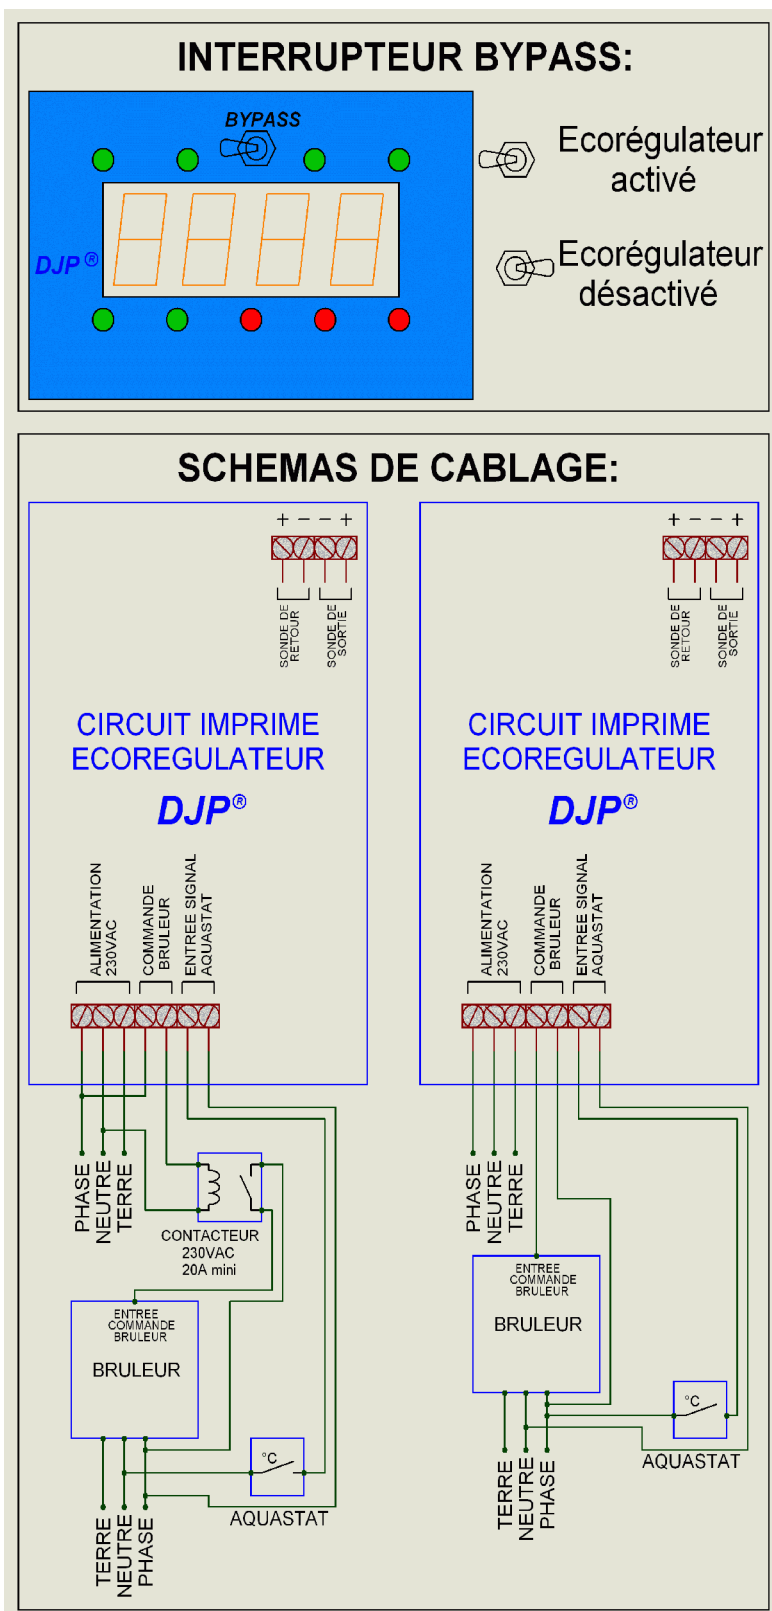 INTERRUPTEUR BYPASS:
BYPASS
DJP ®
Ecorégulateur
activé
Ecorégulateur
désactivé
SCHEMAS DE CABLAGE:
+ − − +
SONDE DE
RETOUR
SONDE DE
SORTIE
CIRCUIT IMPRIME
ECOREGULATEUR
DJP®
ALIMENTATION
230VAC
COMMANDE
BRULEUR
ENTREE SIGNAL
AQUASTAT
PHASE
NEUTRE
TERRE
CONTACTEUR
230VAC
20A mini
ENTREE
COMMANDE
BRULEUR
BRULEUR
°C
AQUASTAT
TERRE
NEUTRE
PHASE
+ − − +
SONDE DE
RETOUR
SONDE DE
SORTIE
CIRCUIT IMPRIME
ECOREGULATEUR
DJP®
ALIMENTATION
230VAC
COMMANDE
BRULEUR
ENTREE SIGNAL
AQUASTAT
PHASE
NEUTRE
TERRE
ENTREE
COMMANDE
BRULEUR
BRULEUR
°C
AQUASTAT
TERRE
NEUTRE
PHASE